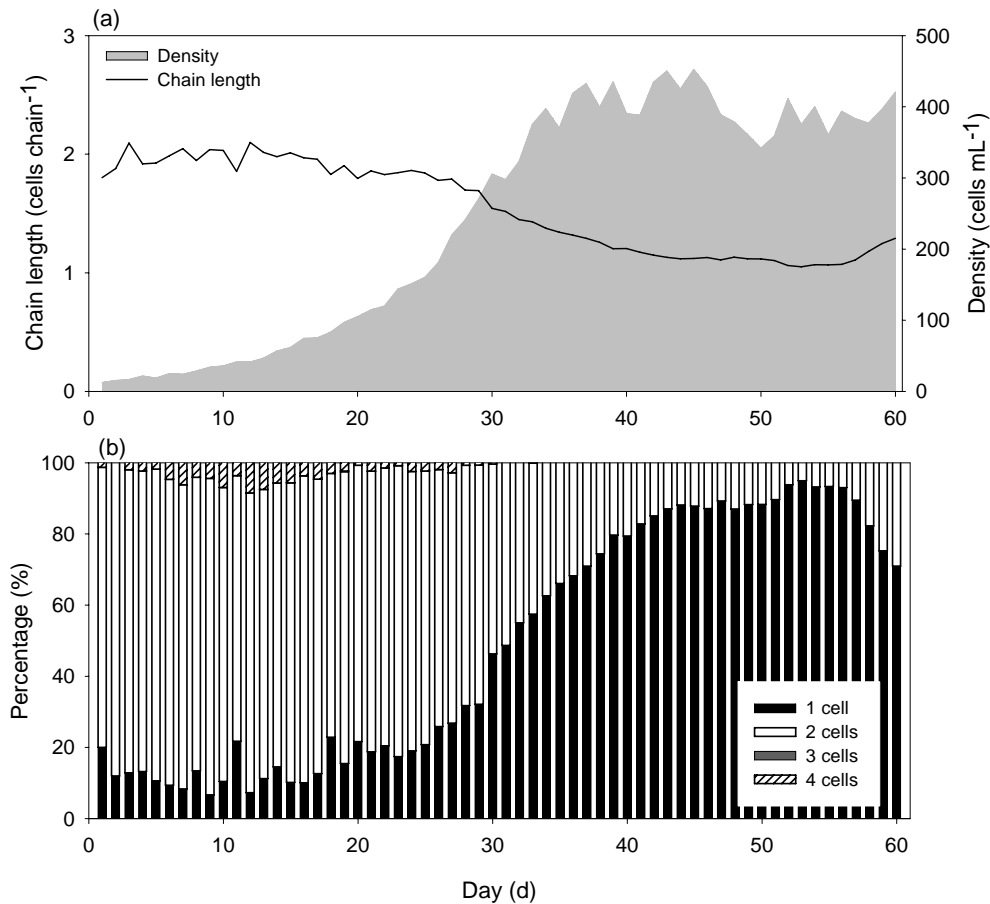 (a)
3
2
1
0
Chain length (cells chain-1)
Density
Chain length
500
400
300
200
100
0
Density (cells mL-1)
0 10 20 30 40 50 60
(b)
100
80
60
40
20
0
Percentage (%)
1 cell
2 cells
3 cells
4 cells
0 10 20 30 40 50 60
Day (d)